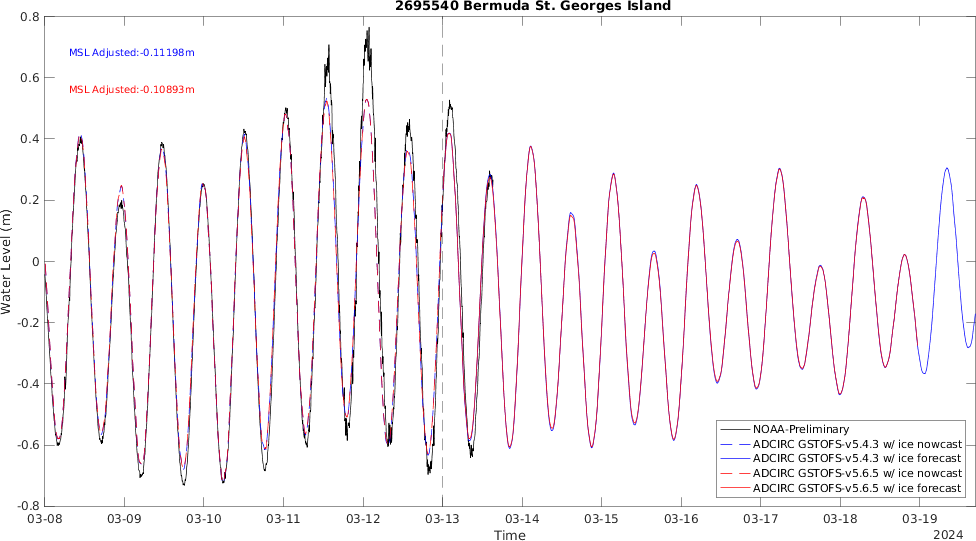 2695540 Bermuda St. Georges Island
MSL Adjusted:-0.11198m
MSL Adjusted:-0.10893m
Water Level (m)
0.8
0.6
0.4
0.2
0
-0.2
-0.4
-0.6
-0.8
NOAA-Preliminary
ADCIRC GSTOFS-v5.4.3 w/ ice nowcast
ADCIRC GSTOFS-v5.4.3 w/ ice forecast
ADCIRC GSTOFS-v5.6.5 w/ ice nowcast
ADCIRC GSTOFS-v5.6.5 w/ ice forecast
03-08 03-09 03-10 03-11 03-12 03-13 03-14 03-15 03-16 03-17 03-18 03-19
Time
2024